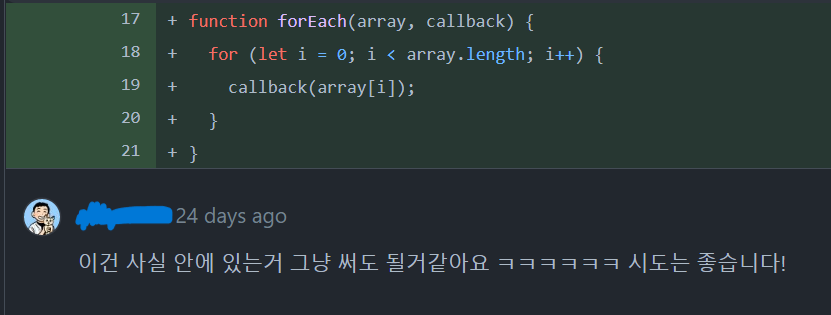 17 + function forEach(array, callback) {
18 + for (let i = 0; i < array.length; i++) {
19 + callback(array[i]);
20 + }
21 + }
24 days ago
이건 사실 안에 있는거 그냥 써도 될거같아요 ㅋㅋㅋㅋㅋㅋ 시도는 좋습니다!